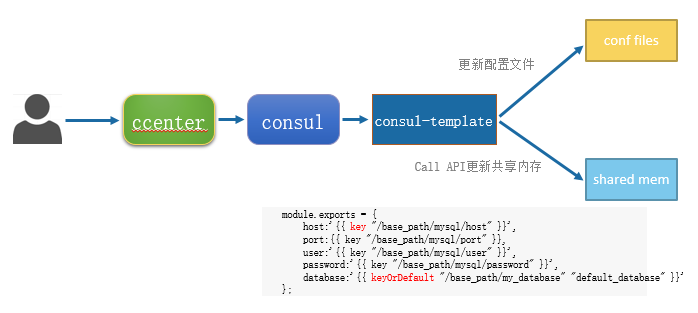 conf files
更新配置文件
ccenter
consul
consul-template
Call API更新共享内存
shared mem
module.exports = {
host:'{{ key "/base_path/mysql/host" }}',
port:{{ key "/base_path/mysql/port" }},
user:'{{ key "/base_path/mysql/user" }}',
password:'{{ key "/base_path/mysql/password" }}',
database:'{{ keyOrDefault "/base_path/my_database" "default_database" }}'
};